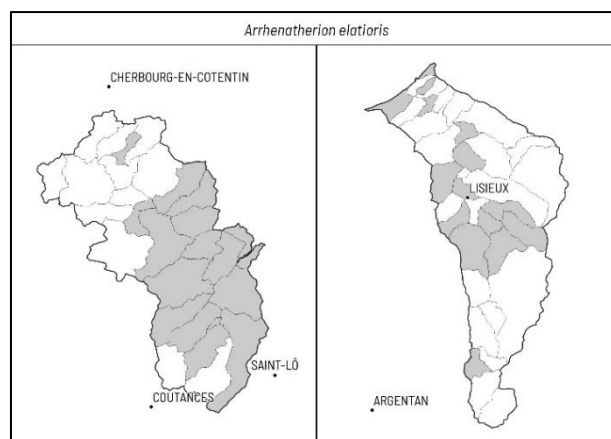 Arrhenatherion elatioris
CHERBOURG-EN-COTENTIN
SAINT-LÔ
COUTANCES
LISIEUX
ARGENTAN